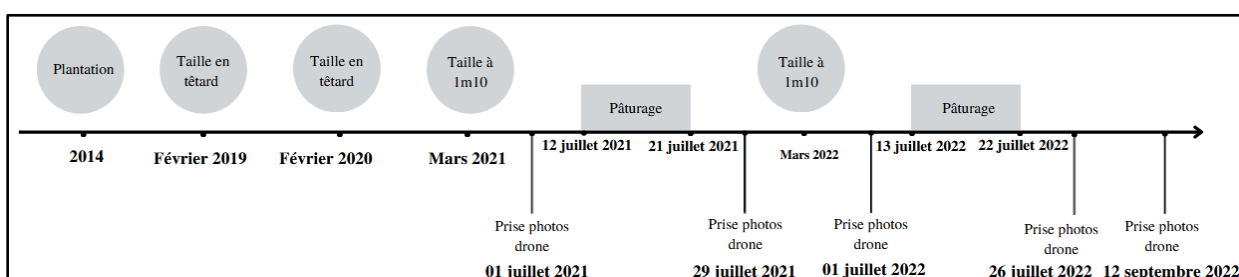 Plantation
Taille en
têtard
Taille en
têtard
Taille à
1m10
Taille à
1m10
Pâturage
Pâturage
2014
Février 2019
Février 2020
Mars 2021
12 juillet 2021
21 juillet 2021
Mars 2022
13 juillet 2022
22 juillet 2022
Prise photos
drone
01 juillet 2021
Prise photos
drone
29 juillet 2021
Prise photos
drone
01 juillet 2022
Prise photos
drone
26 juillet 2022
Prise photos
drone
12 septembre 2022